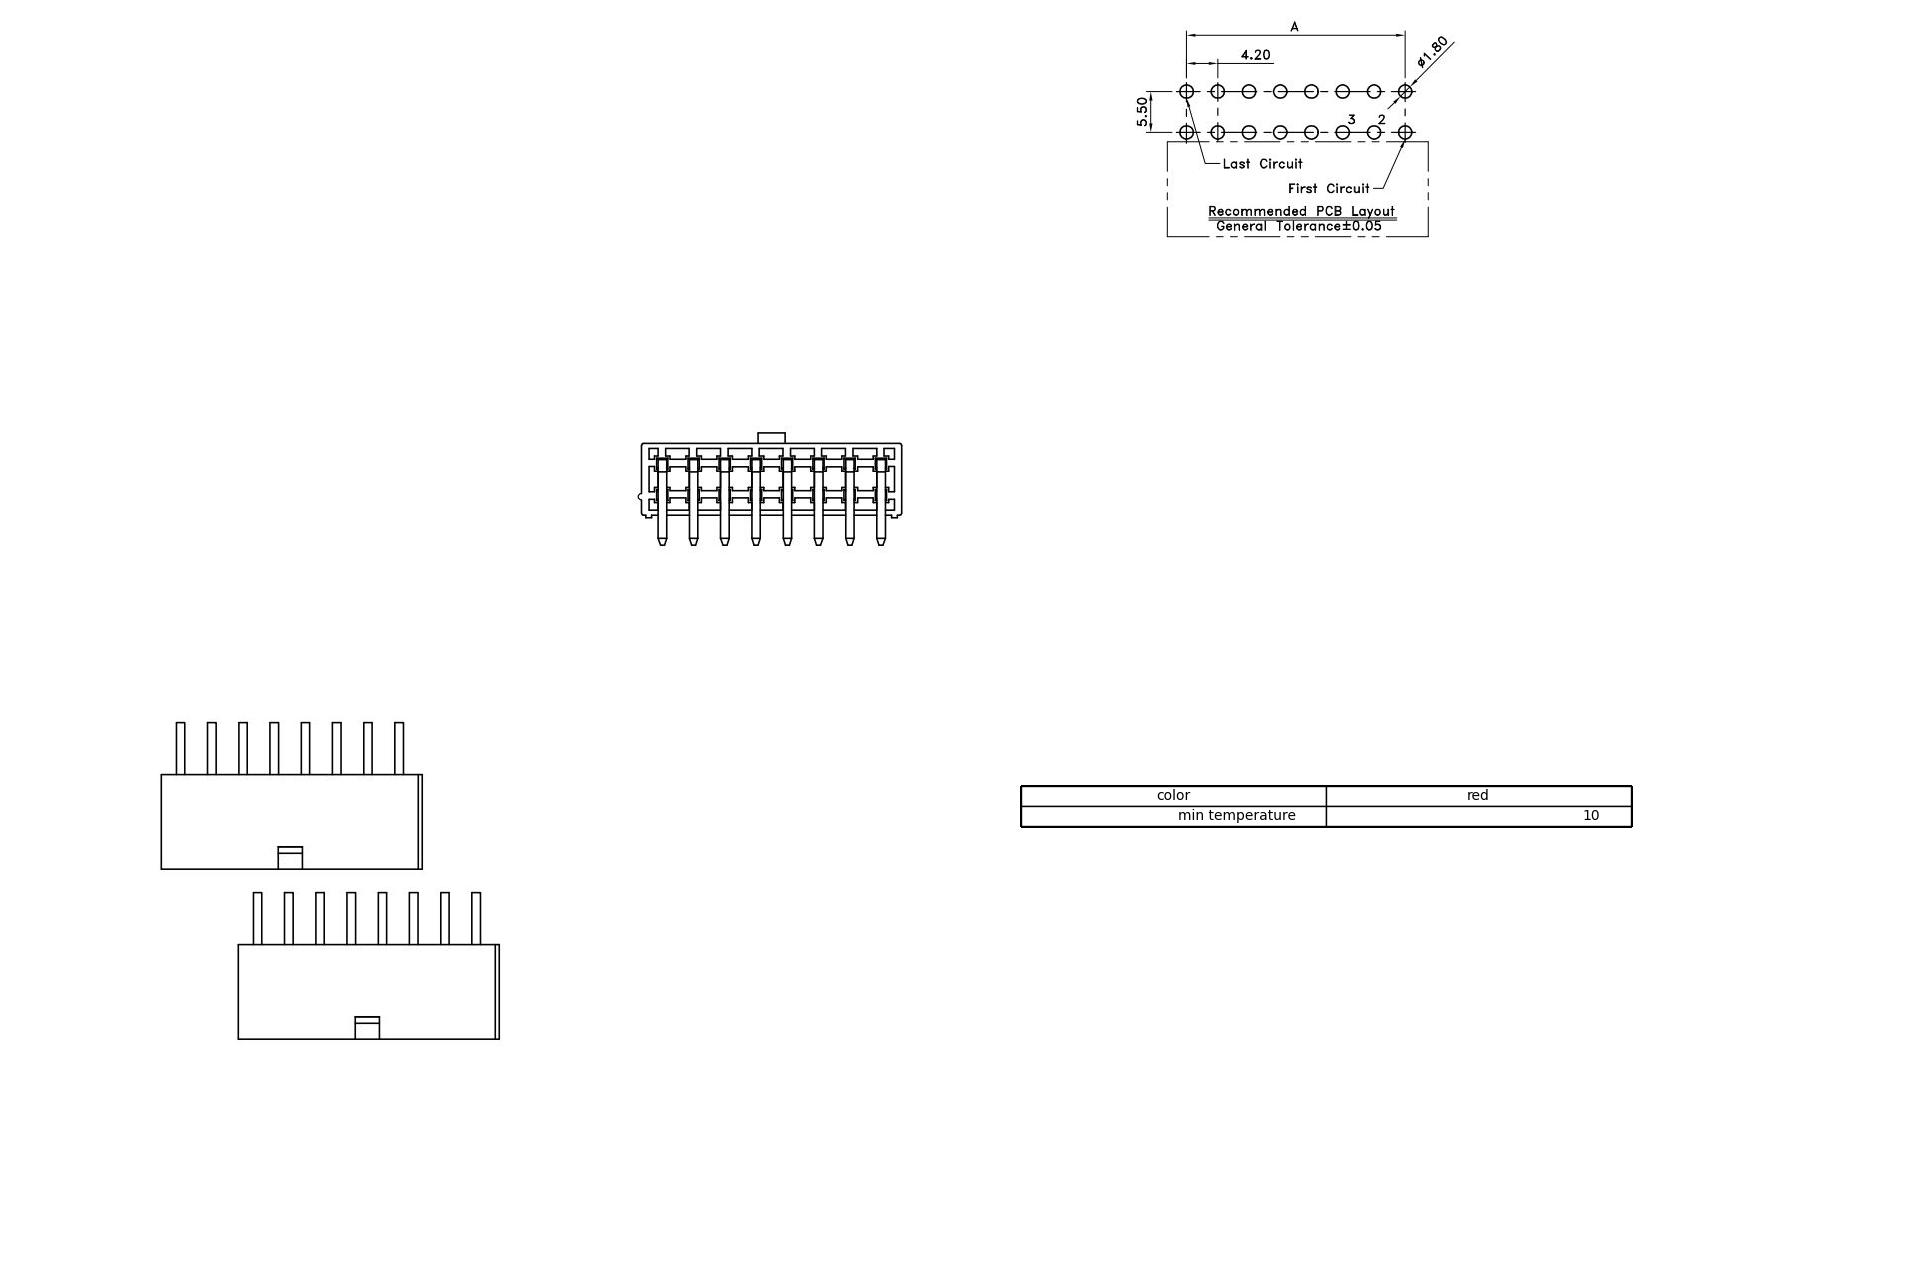 A
4.20
ø1.80
5.50
3 2
Last Circuit
First Circuit
Recommended PCB Layout
General Tolerance±0.05
color red
min temperature 10